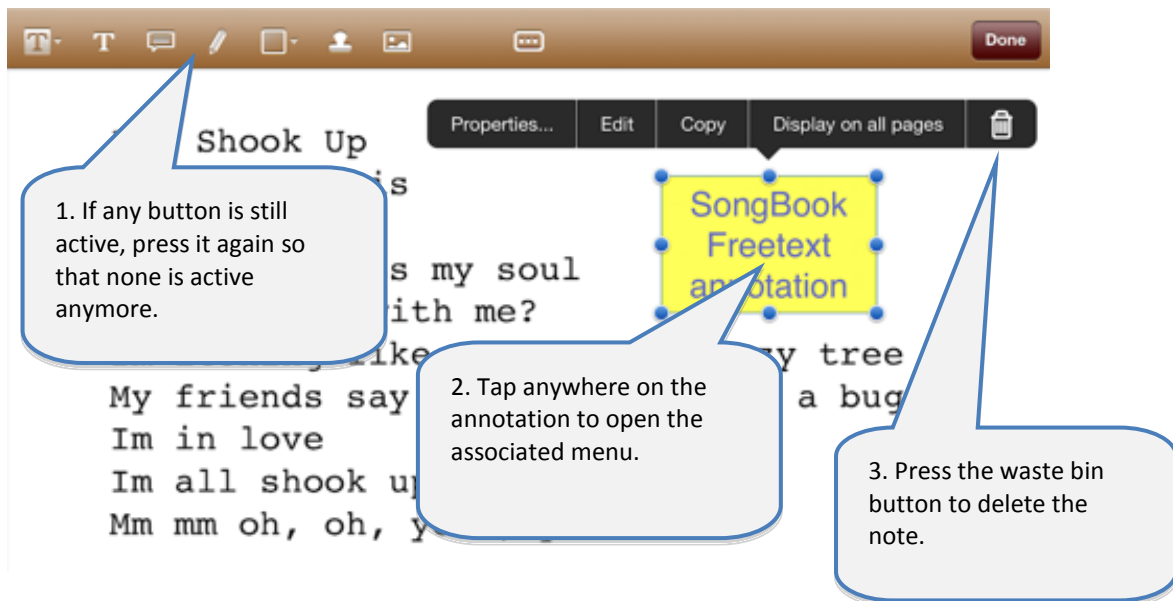 T T
Done
Properties... Edit Copy Display on all pages
Shook Up
is
s my soul
ith me?
like zy tree
My friends say a bug
Im in love
Im all shook up
Mm mm oh, oh,
SongBook
Freetext
annotation
1. If any button is still
active, press it again so
that none is active
anymore.
2. Tap anywhere on the
annotation to open the
associated menu.
3. Press the waste bin
button to delete the
note.